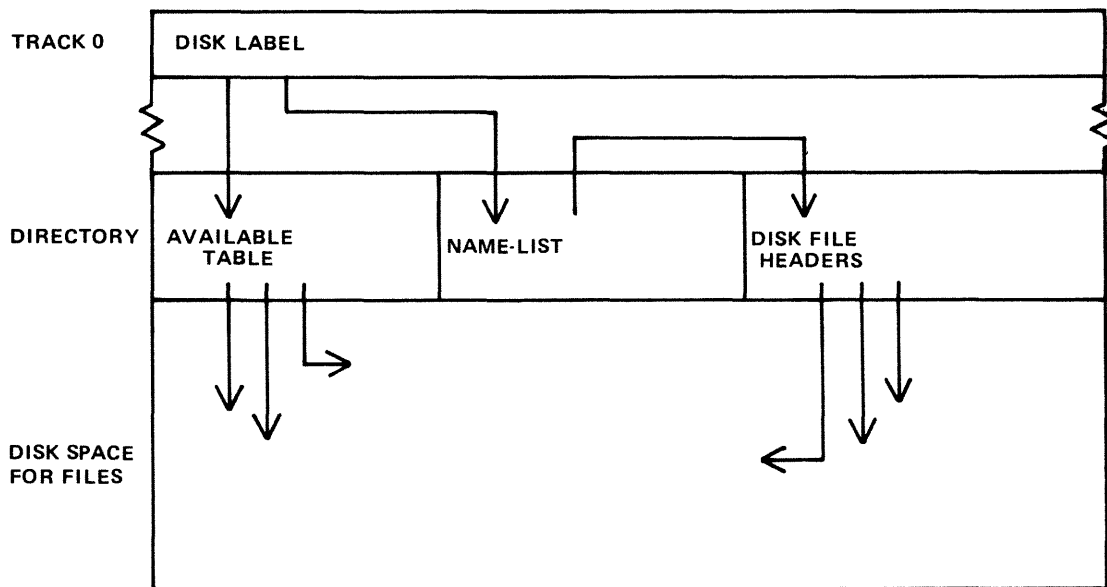 TRACK 0
DISK LABEL
DIRECTORY
AVAILABLE
TABLE
NAME-LIST
DISK FILE
HEADERS
DISK SPACE
FOR FILES